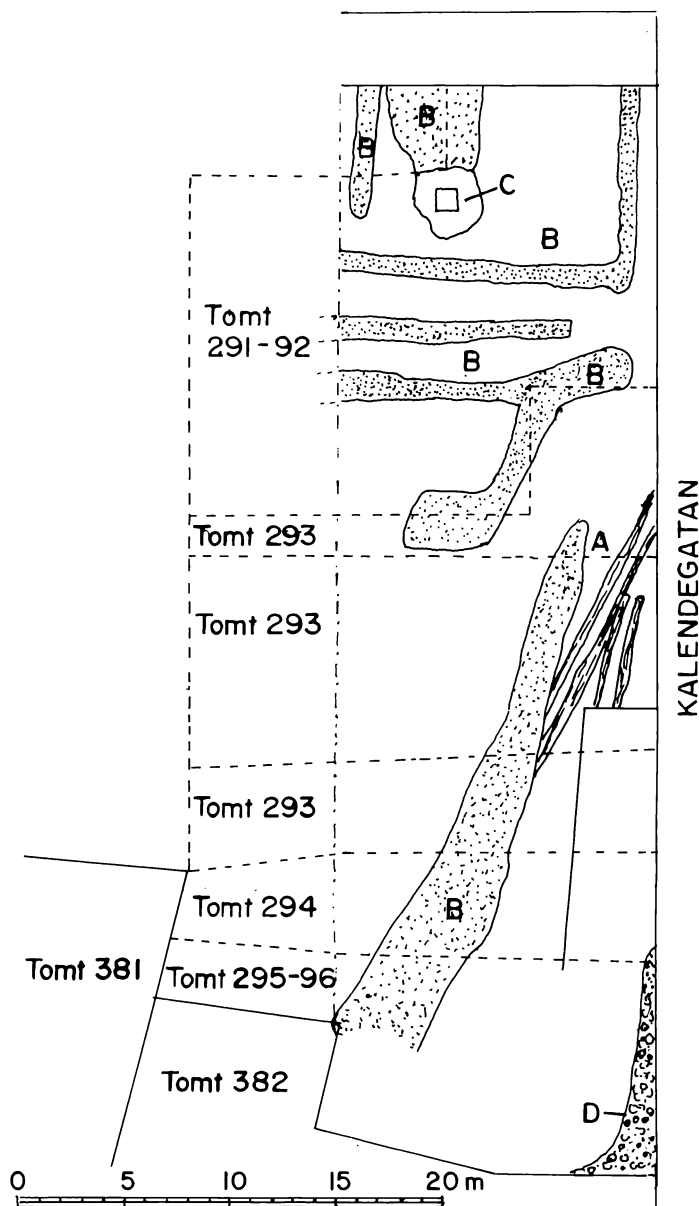 B
B
C
B
Tomt
291-92
B
B
Tomt 293
A
Tomt 293
KALENDEGATAN
Tomt 293
Tomt 294
B
Tomt 381
Tomt 295-96
Tomt 382
D
0 5 10 15 20 m